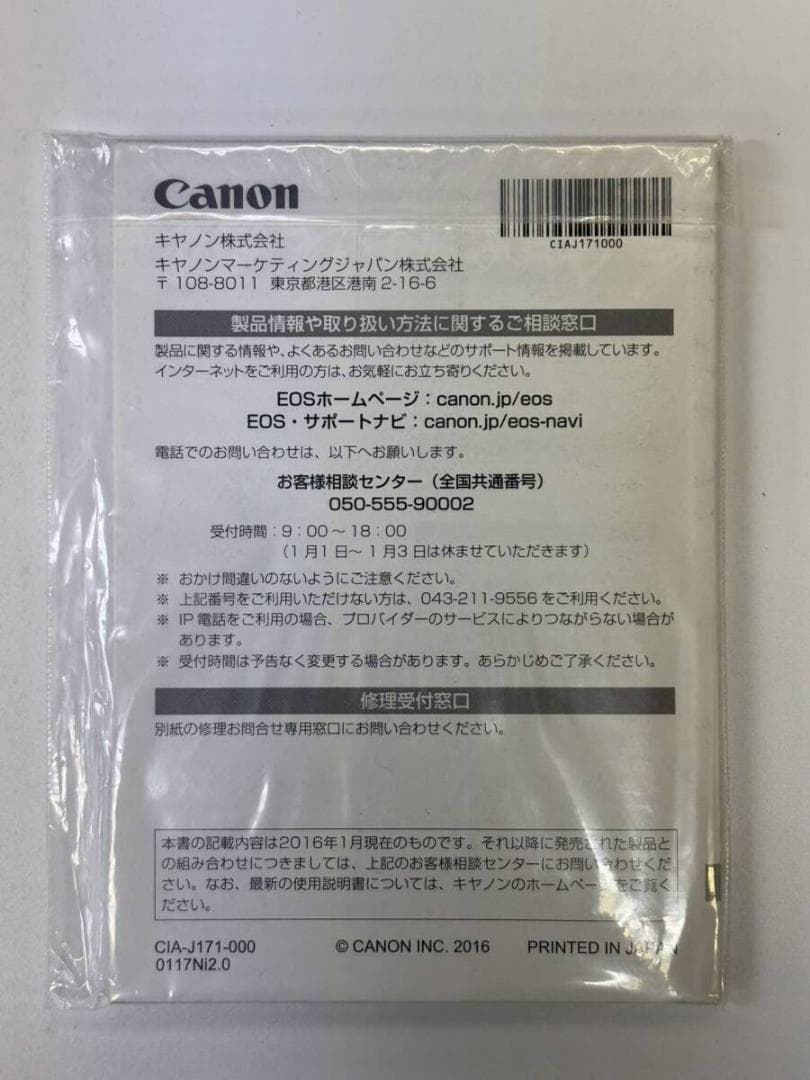 Canon
CIAJ171000
キヤノン株式会社
キヤノンマーケティングジャパン株式会社
〒108-8011 東京都港区港南2-16-6
製品情報や取り扱い方法に関するご相談窓口
製品に関する情報や、よくあるお問い合わせなどのサポート情報を掲載しています。
インターネットをご利用の方は、お気軽にお立ち寄りください。
EOSホームページ：canon.jp/eos
EOS・サポートナビ：canon.jp/eos-navi
電話でのお問い合わせは、以下へお願いします。
お客様相談センター（全国共通番号）
050-555-90002
受付時間：9：00～18：00
（1月1日～1月3日は休ませていただきます）
※ おかけ間違いのないようにご注意ください。
※ 上記番号をご利用いただけない方は、043-211-9556をご利用ください。
※ IP電話をご利用の場合、プロバイダーのサービスによりつながらない場合が
あります。
※ 受付時間は予告なく変更する場合があります。あらかじめご了承ください。
修理受付窓口
別紙の修理お問合せ専用窓口にお問い合わせください。
本書の記載内容は2016年1月現在のものです。それ以降に発売された製品と
の組み合わせにつきましては、上記のお客様相談センターにお問い合わせくだ
さい。なお、最新の使用説明書については、キヤノンのホームページをご覧く
ださい。
CIA-J171-000 © CANON INC. 2016 PRINTED IN JAPAN
0117Ni2.0